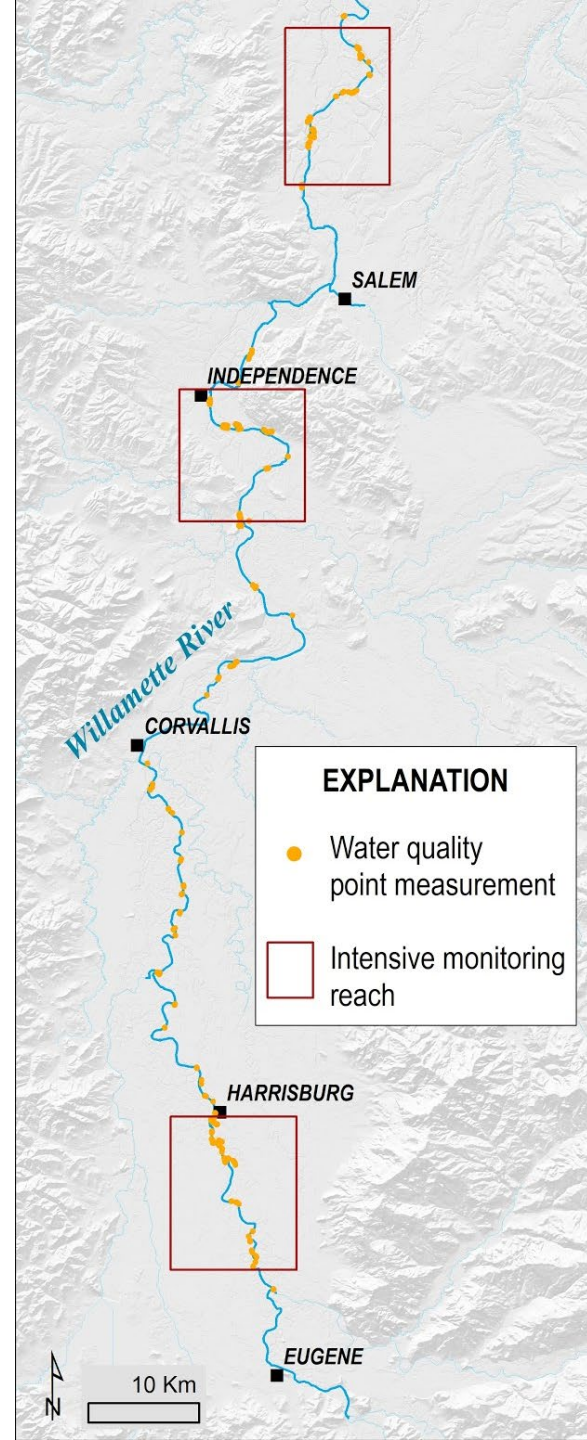 SALEM
INDEPENDENCE
Willamette River
CORVALLIS
EXPLANATION
Water quality
point measurement
Intensive monitoring
reach
HARRISBURG
EUGENE
10 Km
N